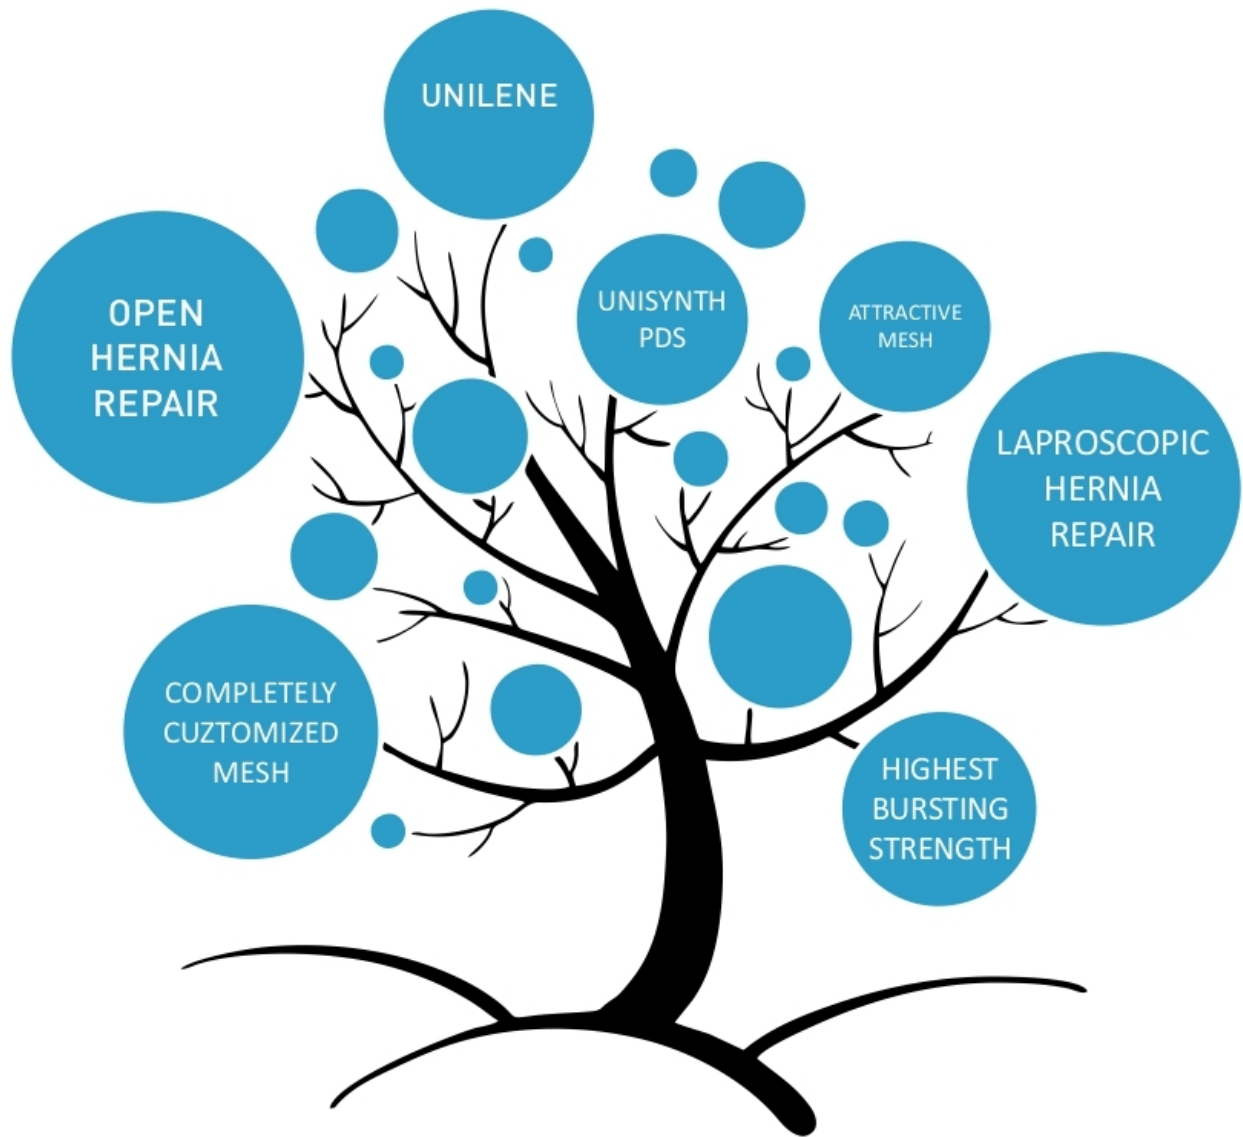 UNILENE
OPEN
HERNIA
REPAIR
UNISYNTH
PDS
ATTRACTIVE
MESH
LAPROSCOPIC
HERNIA
REPAIR
COMPLETELY
CUZTOMIZED
MESH
HIGHEST
BURSTING
STRENGTH